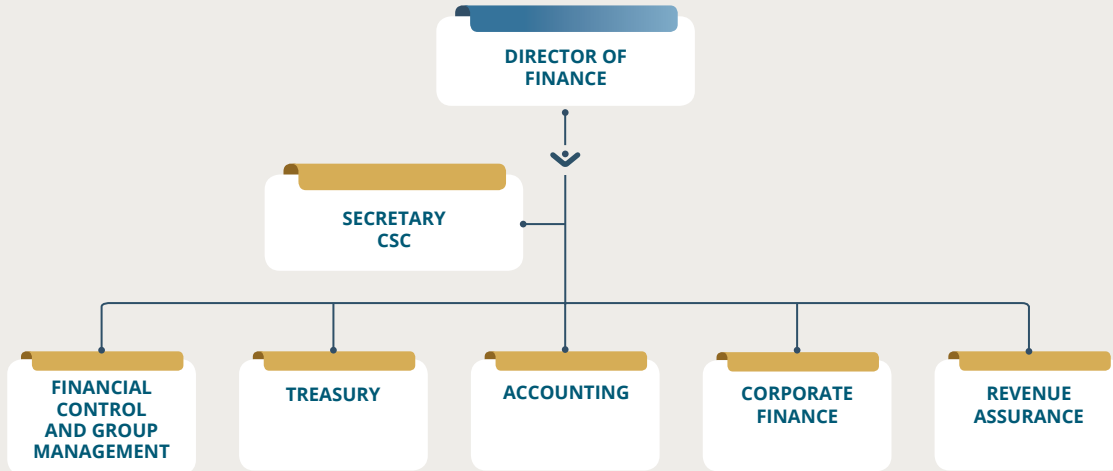 DIRECTOR OF
FINANCE
SECRETARY
CSC
FINANCIAL
CONTROL
AND GROUP
MANAGEMENT
TREASURY
ACCOUNTING
CORPORATE
FINANCE
REVENUE
ASSURANCE